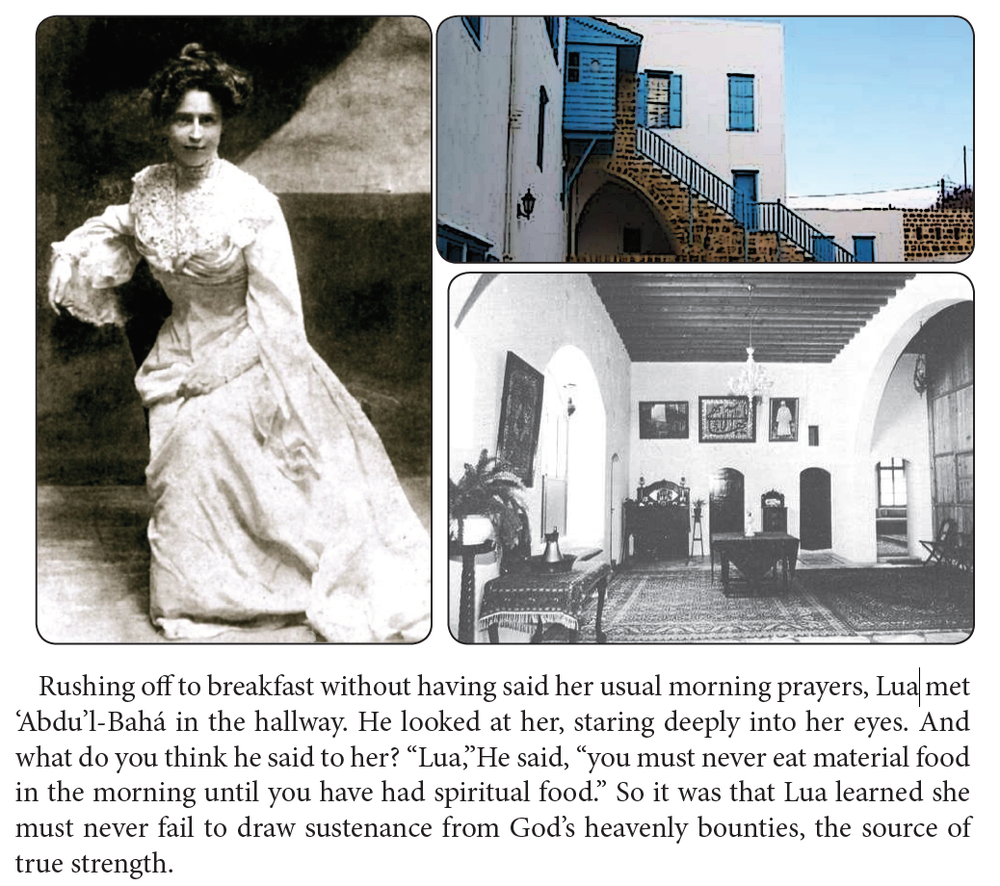 Rushing off to breakfast without having said her usual morning prayers, Lua met
‘Abdu’l-Bahá in the hallway. He looked at her, staring deeply into her eyes. And
what do you think he said to her? “Lua,”He said, “you must never eat material food
in the morning until you have had spiritual food.” So it was that Lua learned she
must never fail to draw sustenance from God’s heavenly bounties, the source of
true strength.